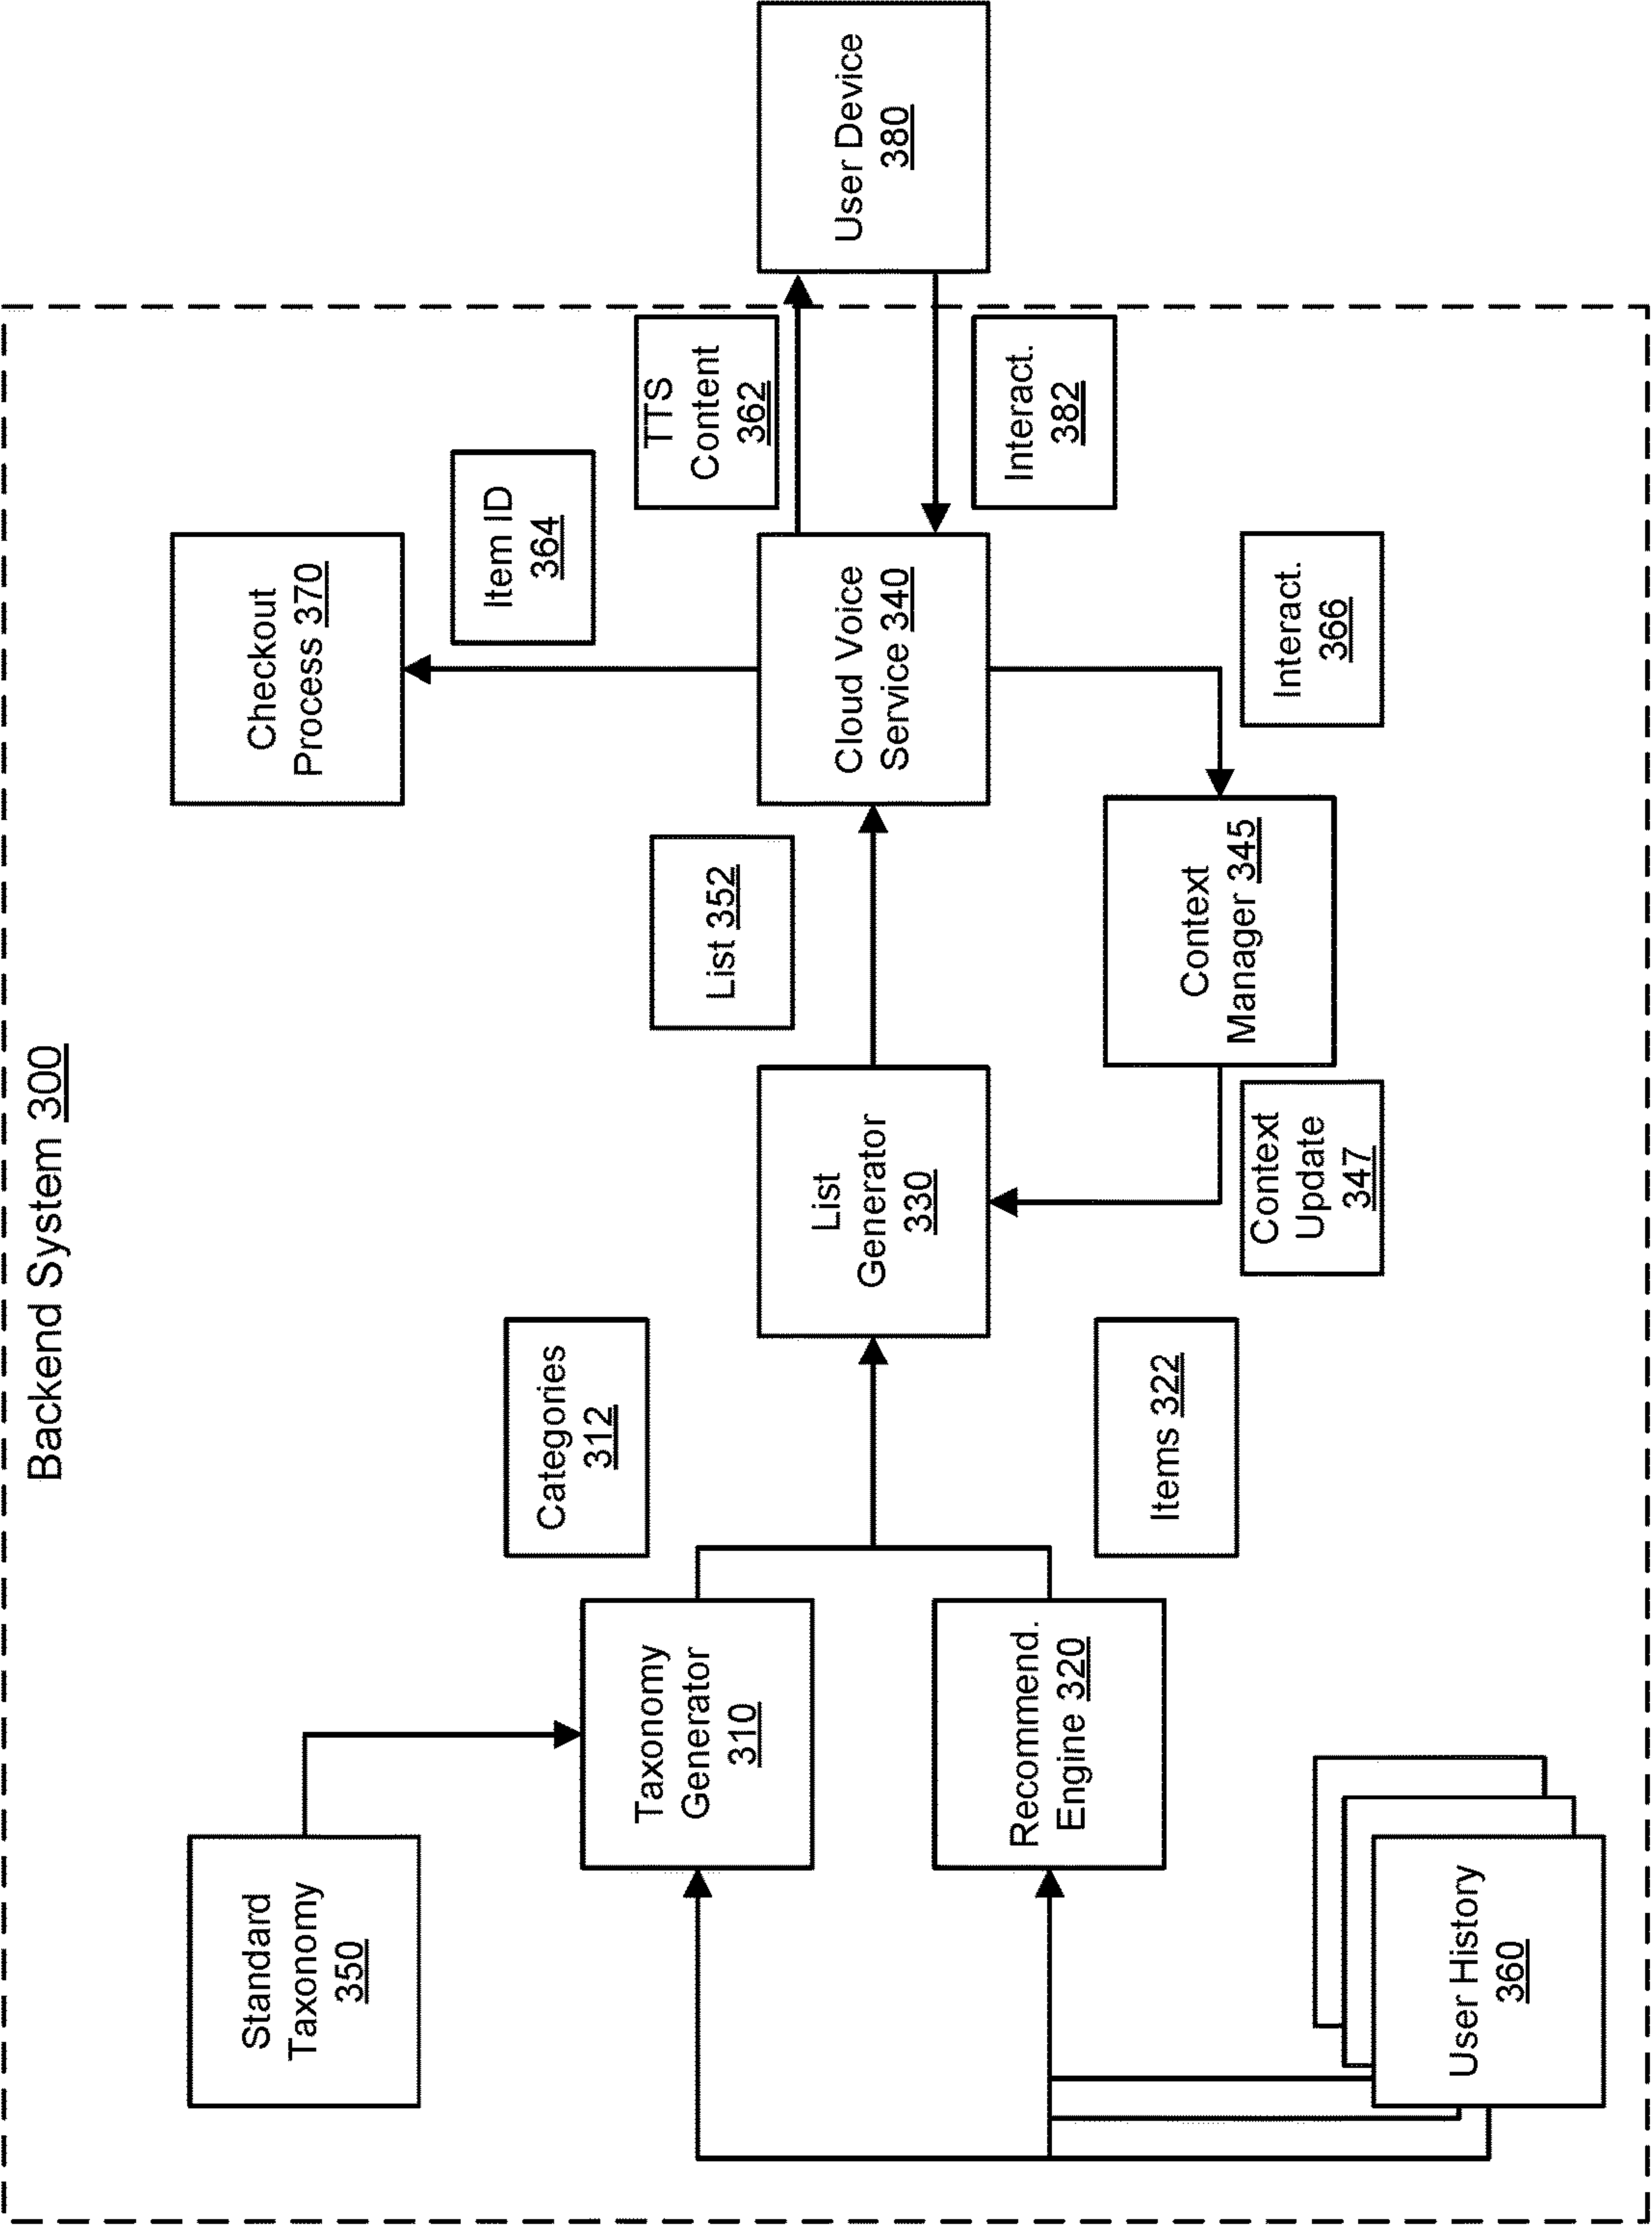 Backend System 300
Standard
Taxonomy
350
Taxonomy
Generator
310
Categories
312
Recommend.
Engine 320
Items 322
User History
360
List
Generator
330
List 352
Context
Update
347
Context
Manager 345
Checkout
Process 370
Item ID
364
Cloud Voice
Service 340
Interact.
366
TTS
Content
362
Interact.
382
User Device
380